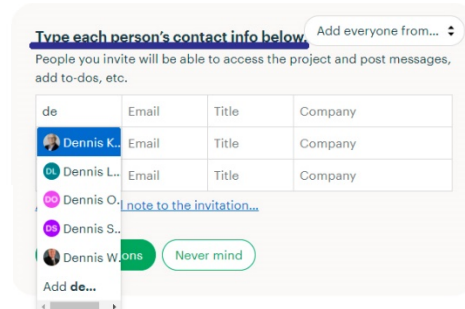 Type each person's contact info below.
Add everyone from...
People you invite will be able to access the project and post messages,
add to-dos, etc.
de Email Title Company
Dennis K.. Email Title Company
DL Dennis L... Email Title Company
DO Dennis O. note to the invitation...
DS Dennis S..
Dennis W. ons Never mind
Add de...